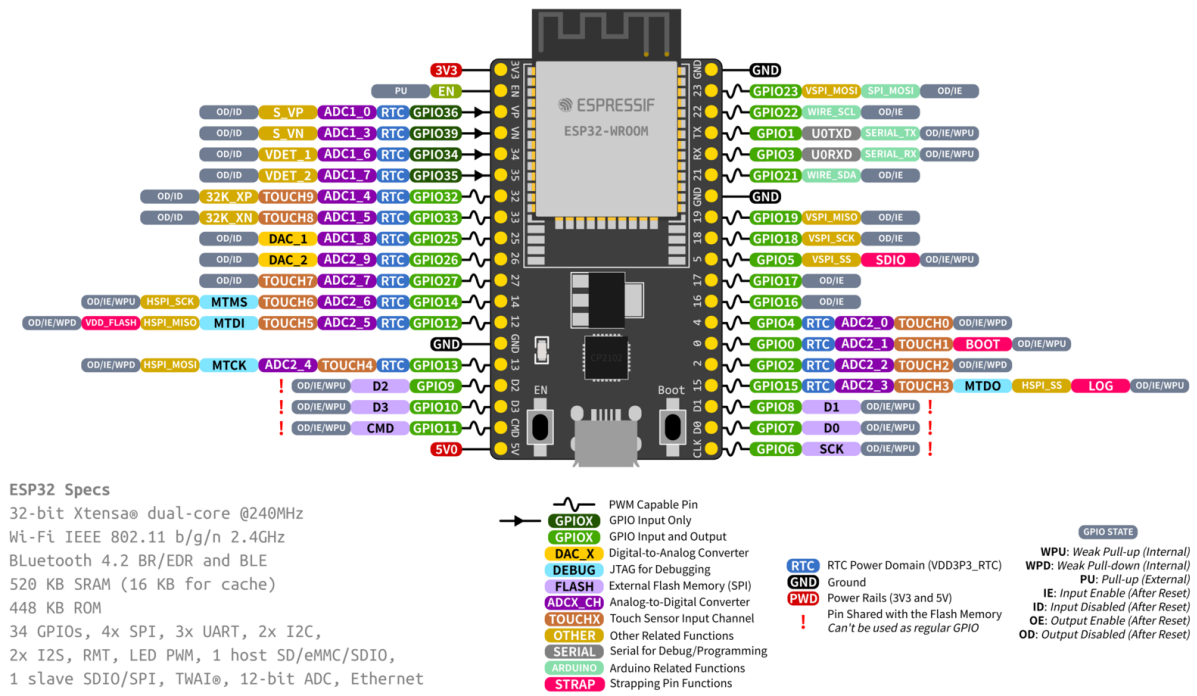 3V3 3V3 GND GND
PU EN EN 23 GPIO23 VSPI_MOSI SPI_MOSI OD/IE
OD/ID S_VP ADC1_0 RTC GPIO36 VP 22 GPIO22 WIRE_SCL OD/IE
OD/ID S_VN ADC1_3 RTC GPIO39 VN TX GPIO1 U0TXD SERIAL_TX OD/IE/WPU
OD/ID VDET_1 ADC1_6 RTC GPIO34 34 RX GPIO3 U0RXD SERIAL_RX OD/IE/WPU
OD/ID VDET_2 ADC1_7 RTC GPIO35 35 21 GPIO21 WIRE_SDA OD/IE
OD/ID 32K_XP TOUCH9 ADC1_4 RTC GPIO32 32 GND GND
OD/ID 32K_XN TOUCH8 ADC1_5 RTC GPIO33 33 19 GPIO19 VSPI_MISO OD/IE
OD/ID DAC_1 ADC1_8 RTC GPIO25 25 18 GPIO18 VSPI_SCK OD/IE
OD/ID DAC_2 ADC2_9 RTC GPIO26 26 5 GPIO5 VSPI_SS SDIO OD/IE/WPU
OD/ID TOUCH7 ADC2_7 RTC GPIO27 27 17 GPIO17 OD/IE
OD/IE/WPU HSPI_SCK MTMS TOUCH6 ADC2_6 RTC GPIO14 14 16 GPIO16 OD/IE
OD/IE/WPD VDD_FLASH HSPI_MISO MTDI TOUCH5 ADC2_5 RTC GPIO12 12 4 GPIO4 RTC ADC2_0 TOUCH0 OD/IE/WPD
GND GND 0 GPIO0 RTC ADC2_1 TOUCH1 BOOT OD/IE/WPU
OD/IE/WPD HSPI_MOSI MTCK ADC2_4 TOUCH4 RTC GPIO13 13 2 GPIO2 RTC ADC2_2 TOUCH2 OD/IE/WPD
! OD/IE/WPU D2 GPIO9 D2 15 GPIO15 RTC ADC2_3 TOUCH3 MTDO HSPI_SS LOG OD/IE/WPU
! OD/IE/WPU D3 GPIO10 D3 D1 GPIO8 D1 OD/IE/WPU !
! OD/IE/WPU CMD GPIO11 CMD D0 GPIO7 D0 OD/IE/WPU !
5V0 5V CLK GPIO6 SCK OD/IE/WPU !
ESPRESSIF
ESP32-WROOM
CP2102
EN Boot
ESP32 Specs
32-bit Xtensa® dual-core @240MHz
Wi-Fi IEEE 802.11 b/g/n 2.4GHz
BLuetooth 4.2 BR/EDR and BLE
520 KB SRAM (16 KB for cache)
448 KB ROM
34 GPIOs, 4x SPI, 3x UART, 2x I2C,
2x I2S, RMT, LED PWM, 1 host SD/eMMC/SDIO,
1 slave SDIO/SPI, TWAI®, 12-bit ADC, Ethernet
PWM Capable Pin
GPIOX GPIO Input Only
GPIOX GPIO Input and Output
DAC_X Digital-to-Analog Converter
DEBUG JTAG for Debugging
FLASH External Flash Memory (SPI)
ADCX_CH Analog-to-Digital Converter
TOUCHX Touch Sensor Input Channel
OTHER Other Related Functions
SERIAL Serial for Debug/Programming
ARDUINO Arduino Related Functions
STRAP Strapping Pin Functions
RTC RTC Power Domain (VDD3P3_RTC)
GND Ground
PWD Power Rails (3V3 and 5V)
! Pin Shared with the Flash Memory
Can't be used as regular GPIO
GPIO STATE
WPU: Weak Pull-up (Internal)
WPD: Weak Pull-down (Internal)
PU: Pull-up (External)
IE: Input Enable (After Reset)
ID: Input Disabled (After Reset)
OE: Output Enable (After Reset)
OD: Output Disabled (After Reset)